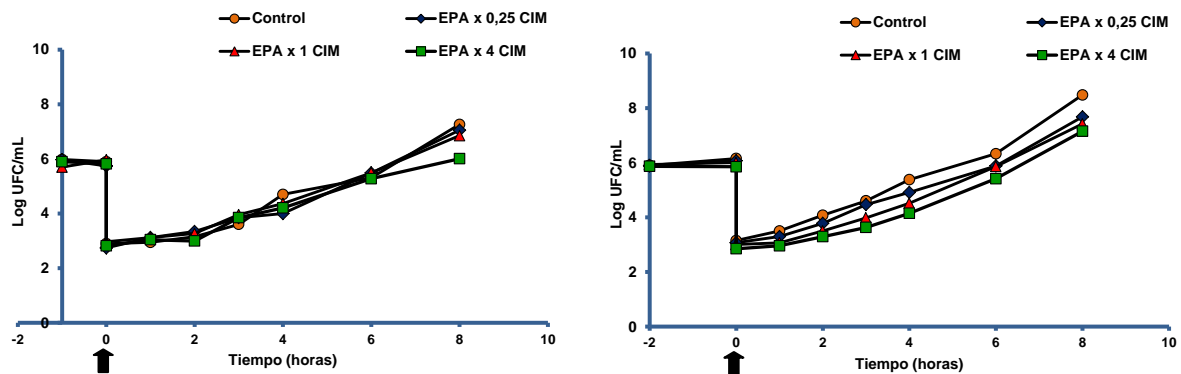 Control
EPA x 0,25 CIM
EPA x 1 CIM
EPA x 4 CIM
10
8
6
4
2
0
Log UFC/mL
-2
0
2
4
6
8
10
Tiempo (horas)
Control
EPA x 0,25 CIM
EPA x 1 CIM
EPA x 4 CIM
10
8
6
4
2
0
Log UFC/mL
-2
0
2
4
6
8
10
Tiempo (horas)